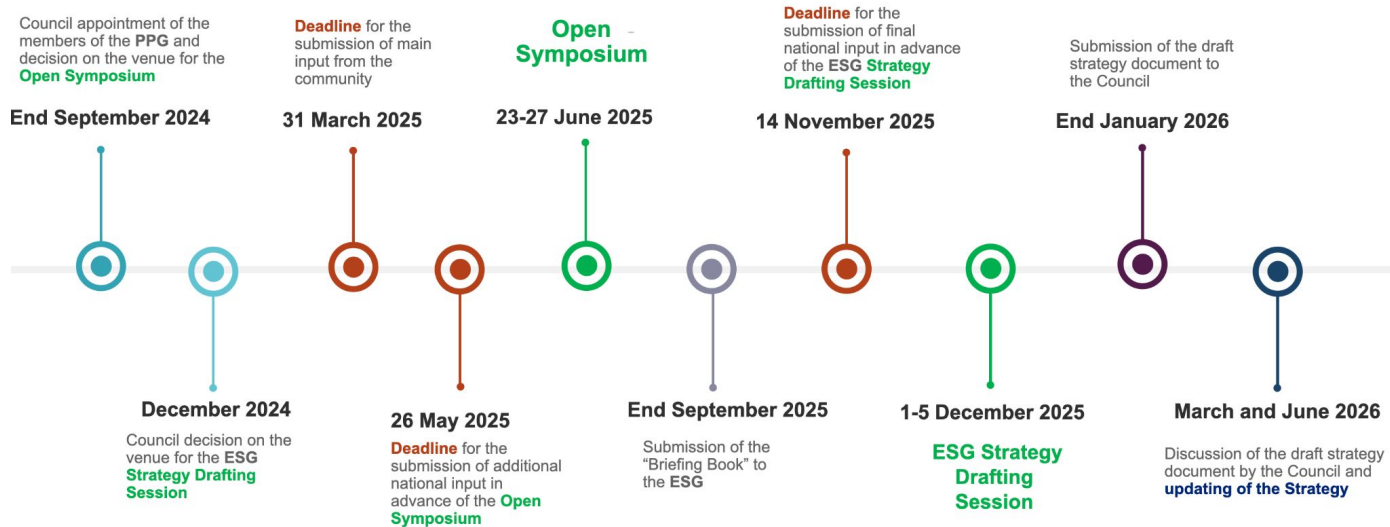 Council appointment of the
members of the PPG and
decision on the venue for the
Open Symposium
End September 2024
Deadline for the
submission of main
input from the
community
31 March 2025
Open
Symposium
23-27 June 2025
Deadline for the
submission of final
national input in advance
of the ESG Strategy
Drafting Session
14 November 2025
Submission of the draft
strategy document to
the Council
End January 2026
December 2024
Council decision on the
venue for the ESG
Strategy Drafting
Session
26 May 2025
Deadline for the
submission of additional
national input in
advance of the Open
Symposium
End September 2025
Submission of the
“Briefing Book” to
the ESG
1-5 December 2025
ESG Strategy
Drafting
Session
March and June 2026
Discussion of the draft strategy
document by the Council and
updating of the Strategy